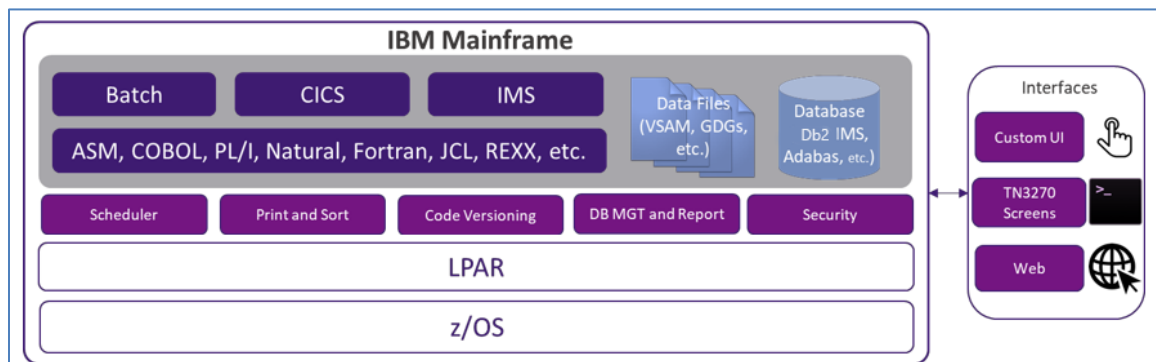 IBM Mainframe
Batch
CICS
IMS
ASM, COBOL, PL/I, Natural, Fortran, JCL, REXX, etc.
Data Files
(VSAM, GDGs,
etc.)
Database
Db2 IMS,
Adabas, etc.)
Scheduler
Print and Sort
Code Versioning
DB MGT and Report
Security
LPAR
z/OS
Interfaces
Custom UI
TN3270
Screens
>_
Web